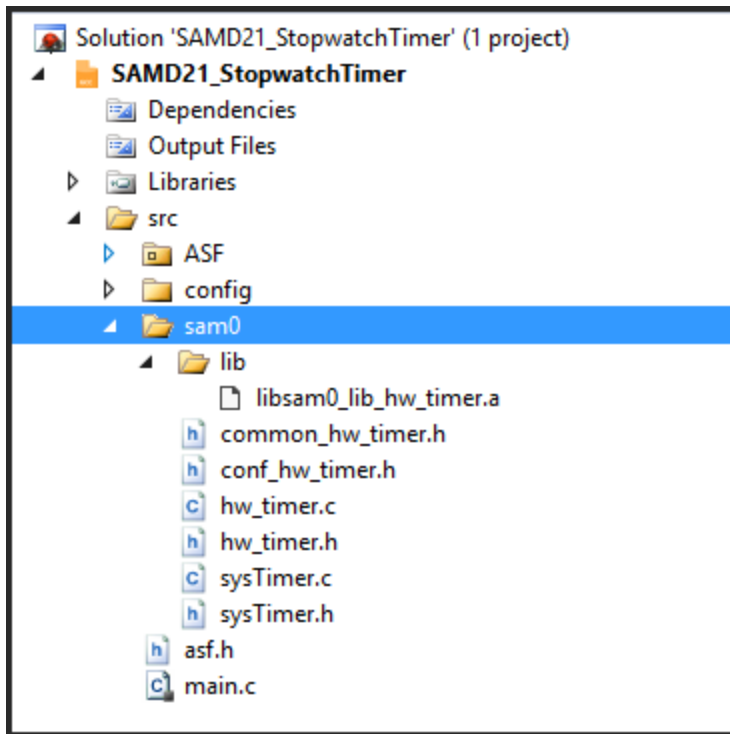 Solution 'SAMD21_StopwatchTimer' (1 project)
SAMD21_StopwatchTimer
Dependencies
Output Files
Libraries
src
ASF
config
sam0
lib
libsam0_lib_hw_timer.a
common_hw_timer.h
conf_hw_timer.h
hw_timer.c
hw_timer.h
sysTimer.c
sysTimer.h
asf.h
main.c